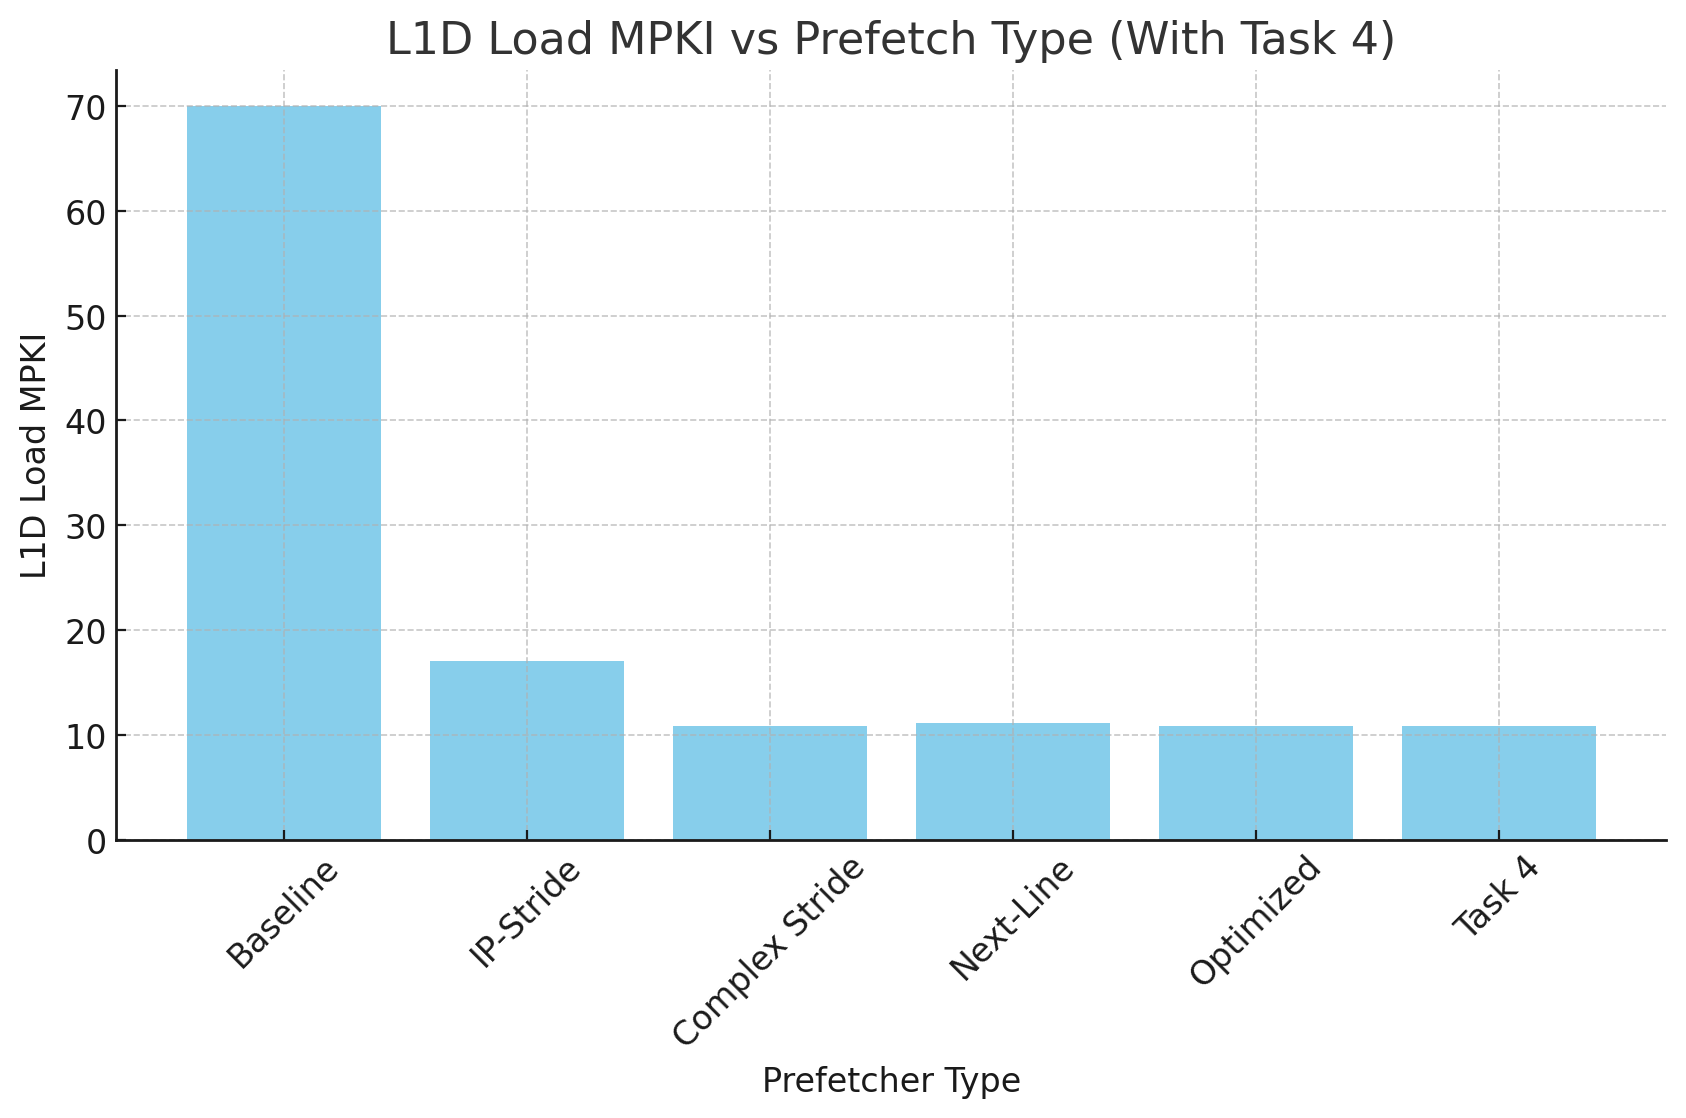 L1D Load MPKI vs Prefetch Type (With Task 4)
L1D Load MPKI
70
60
50
40
30
20
10
0
Baseline
IP-Stride
Complex Stride
Next-Line
Optimized
Task 4
Prefetcher Type